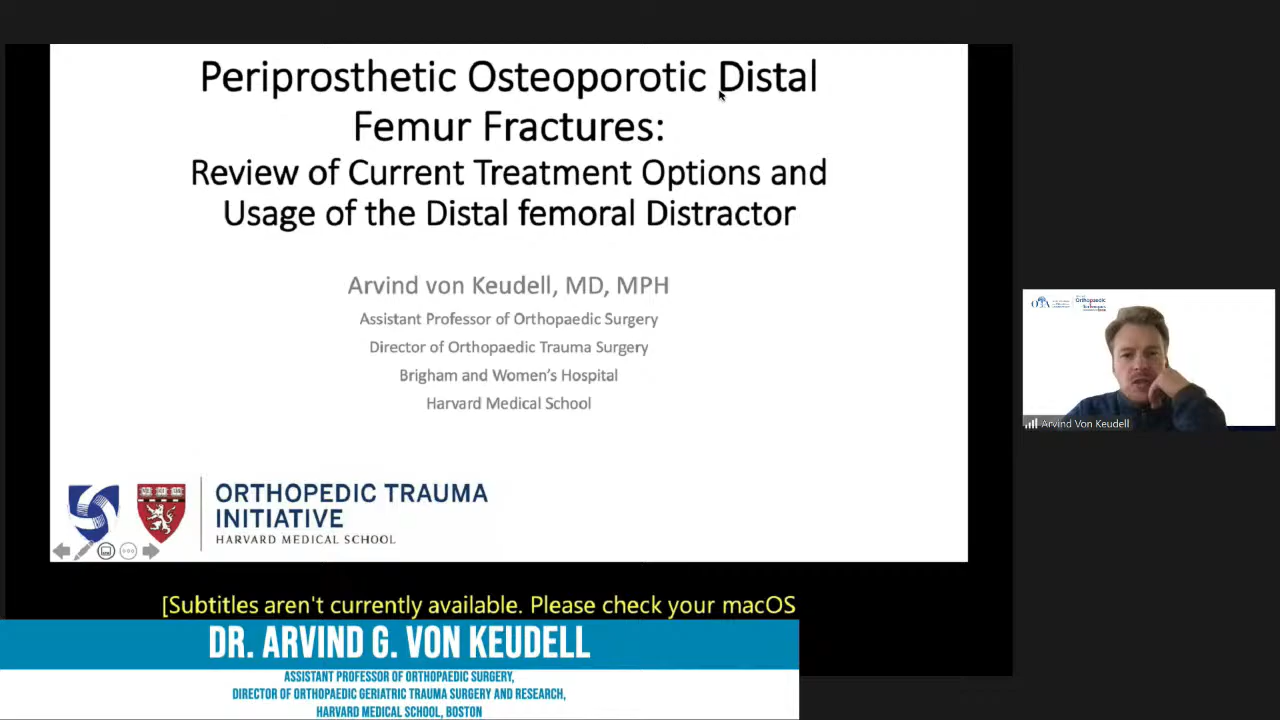 Periprosthetic Osteoporotic Distal
Femur Fractures:
Review of Current Treatment Options and
Usage of the Distal femoral Distractor
Arvind von Keudell, MD, MPH
Assistant Professor of Orthopaedic Surgery
Director of Orthopaedic Trauma Surgery
Brigham and Women's Hospital
Harvard Medical School
ORTHOPEDIC TRAUMA
INITIATIVE
HARVARD MEDICAL SCHOOL
Orthopaedic
Arvind Von Keudell
[Subtitles aren't currently available. Please check your macOS
DR. ARVIND G. VON KEUDELL
ASSISTANT PROFESSOR OF ORTHOPAEDIC SURGERY,
DIRECTOR OF ORTHOPAEDIC GERIATRIC TRAUMA SURGERY AND RESEARCH,
HARVARD MEDICAL SCHOOL, BOSTON